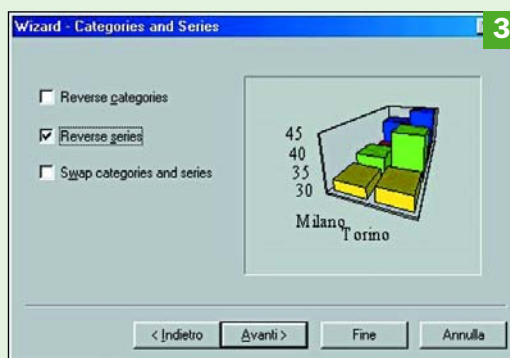 Wizard - Categories and Series
3
Reverse categories
Reverse series
Swap categories and series
45
40
35
30
Milano
Torino
< Indietro
Avanti >
Fine
Annulla